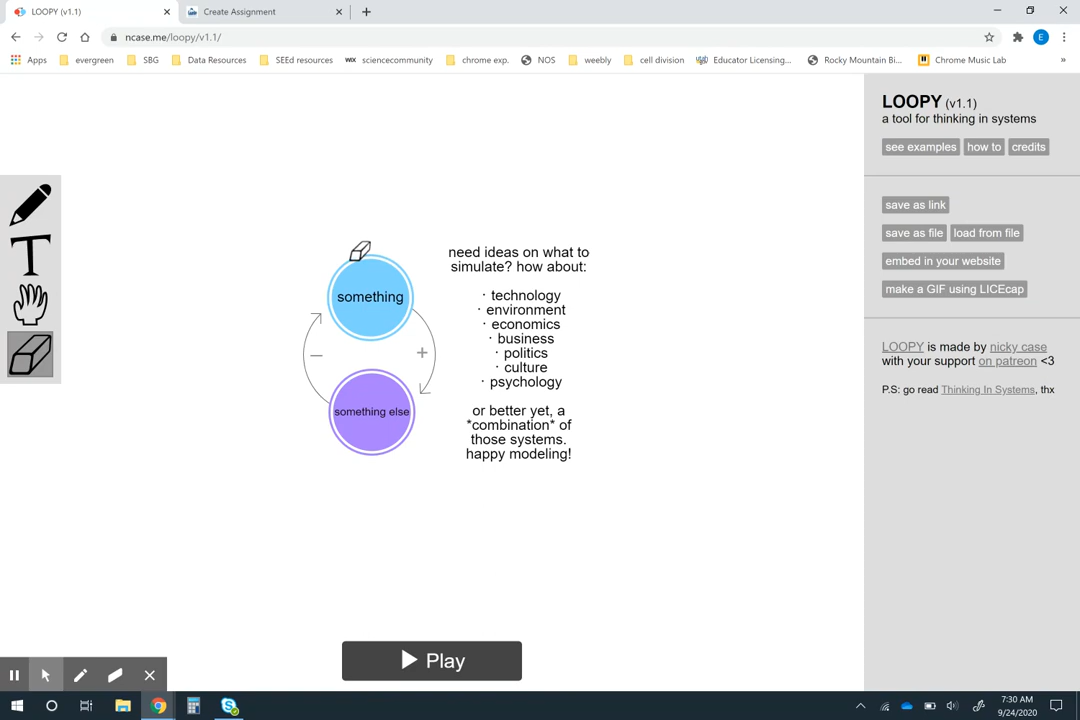 LOOPY (v1.1)
Create Assignment
ncase.me/loopy/v1.1/
E
Apps
evergreen
SBG
Data Resources
SEEd resources
WiX sciencecommunity
chrome exp.
NOS
weebly
cell division
Educator Licensing...
Rocky Mountain Bi...
Chrome Music Lab
»
LOOPY (v1.1)
a tool for thinking in systems
see examples how to credits
save as link
save as file load from file
embed in your website
make a GIF using LICEcap
LOOPY is made by nicky case
with your support on patreon <3
P.S: go read Thinking In Systems, thx
T
something
– +
something else
need ideas on what to
simulate? how about:
· technology
· environment
· economics
· business
· politics
· culture
· psychology
or better yet, a
*combination* of
those systems.
happy modeling!
Play
7:30 AM
9/24/2020